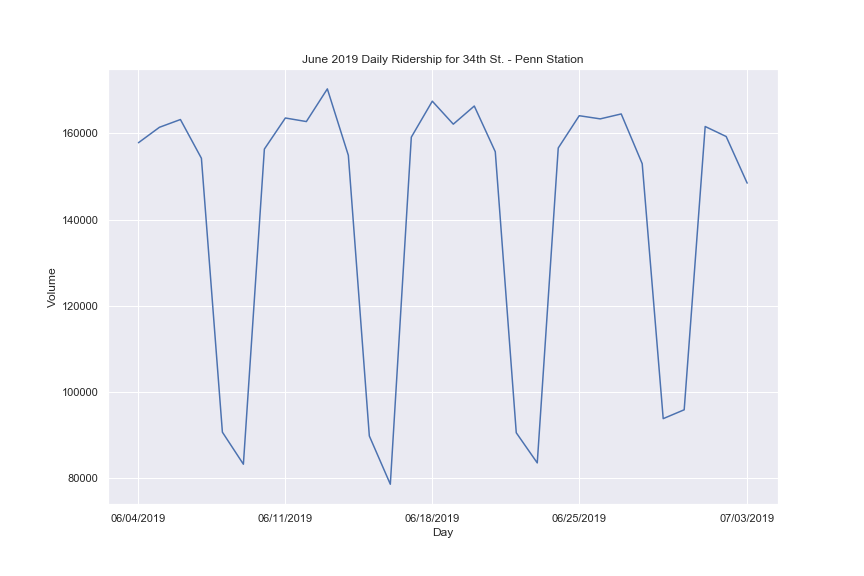 June 2019 Daily Ridership for 34th St. - Penn Station
160000
140000
120000
100000
80000
Volume
06/04/2019 06/11/2019 06/18/2019 06/25/2019 07/03/2019
Day